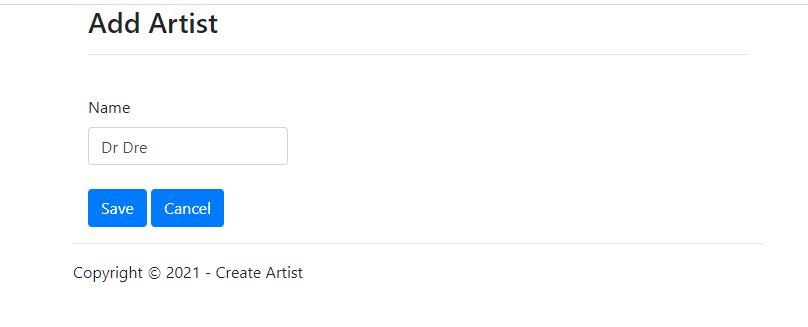 Add Artist
Name
Dr Dre
Save Cancel
Copyright © 2021 - Create Artist